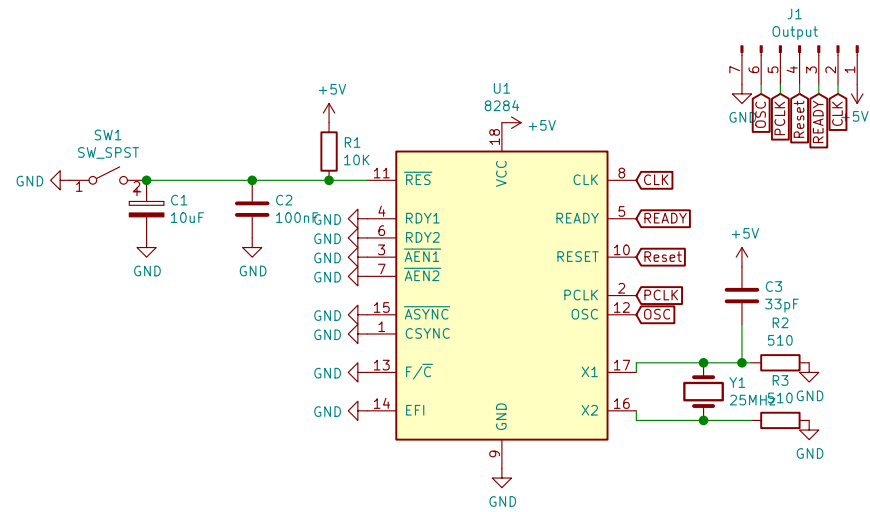 J1
Output
7
6
5
4
3
2
1
GND
OSC
PCLK
Reset
READY
CLK
+5V
+5V
R1
10K
U1
8284
+5V
18
VCC
SW1
SW_SPST
GND
1
2
C1
10uF
GND
C2
100nF
GND
11
RES
8
CLK
CLK
GND
4
RDY1
5
READY
READY
GND
6
RDY2
GND
3
AEN1
10
RESET
Reset
GND
7
AEN2
2
PCLK
PCLK
GND
15
ASYNC
12
OSC
OSC
GND
1
CSYNC
GND
13
F/C
17
X1
GND
14
EFI
16
X2
GND
9
GND
+5V
C3
33pF
R2
510
GND
Y1
25MHz
R3
510
GND